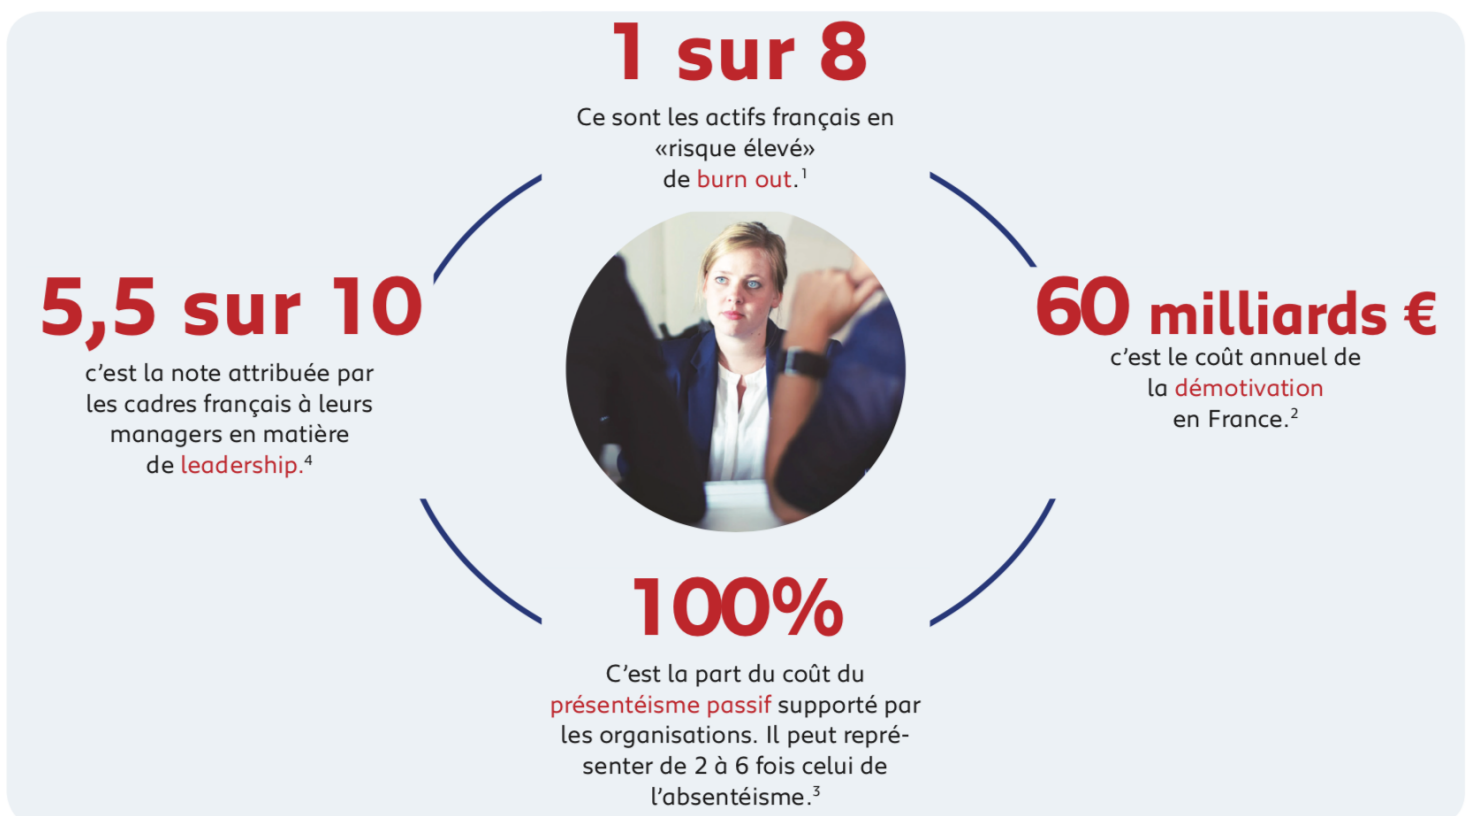 1 sur 8
Ce sont les actifs français en
«risque élevé»
de burn out.¹
5,5 sur 10
c’est la note attribuée par
les cadres français à leurs
managers en matière
de leadership.⁴
60 milliards €
c’est le coût annuel de
la démotivation
en France.²
100%
C’est la part du coût du
présentéisme passif supporté par
les organisations. Il peut repré-
senter de 2 à 6 fois celui de
l’absentéisme.³